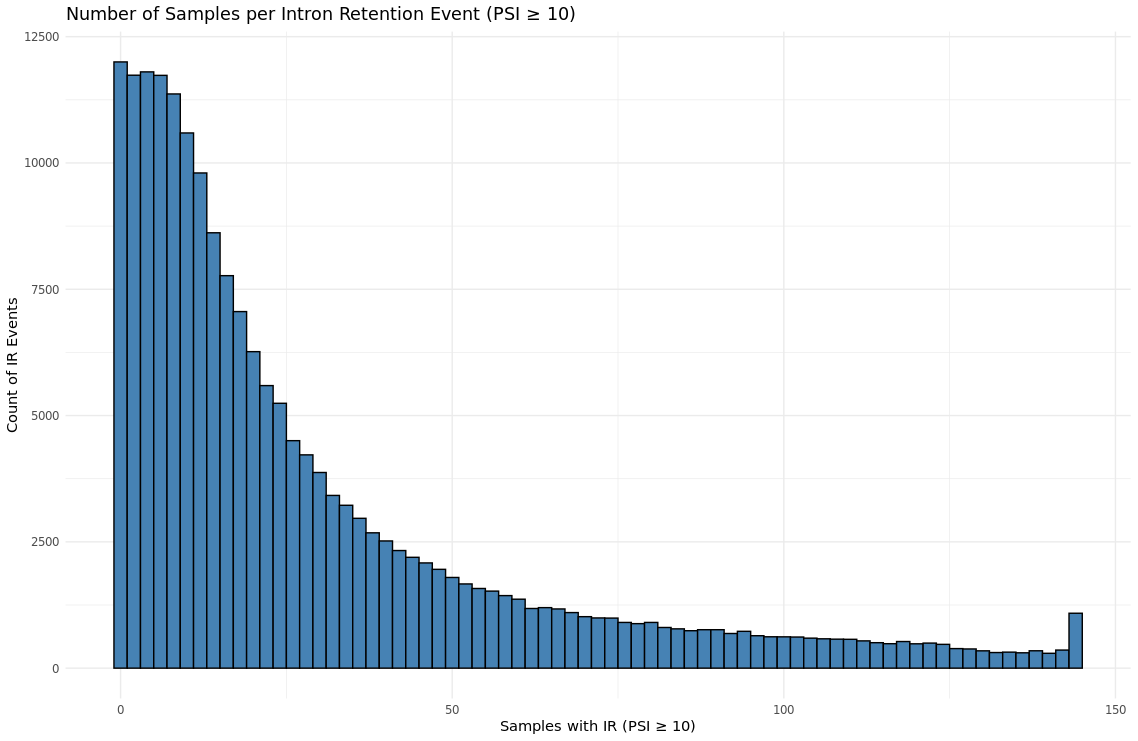 Number of Samples per Intron Retention Event (PSI ≥ 10)
12500
10000
7500
5000
2500
0
Count of IR Events
0 50 100 150
Samples with IR (PSI ≥ 10)